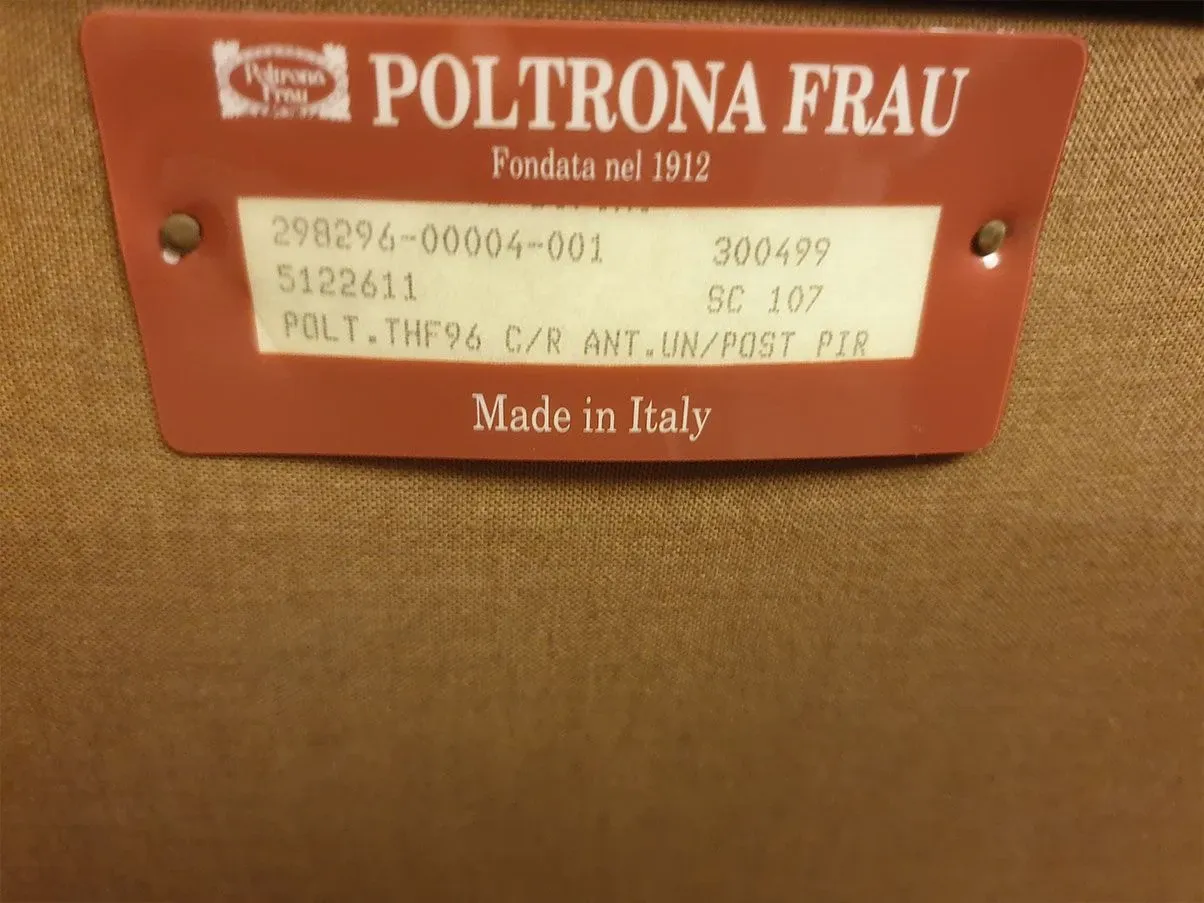 Poltrona
Frau
POLTRONA FRAU
Fondata nel 1912
298296-00004-001 300499
5122611 SC 107
POLT.THF96 C/R ANT.UN/POST PIR
Made in Italy